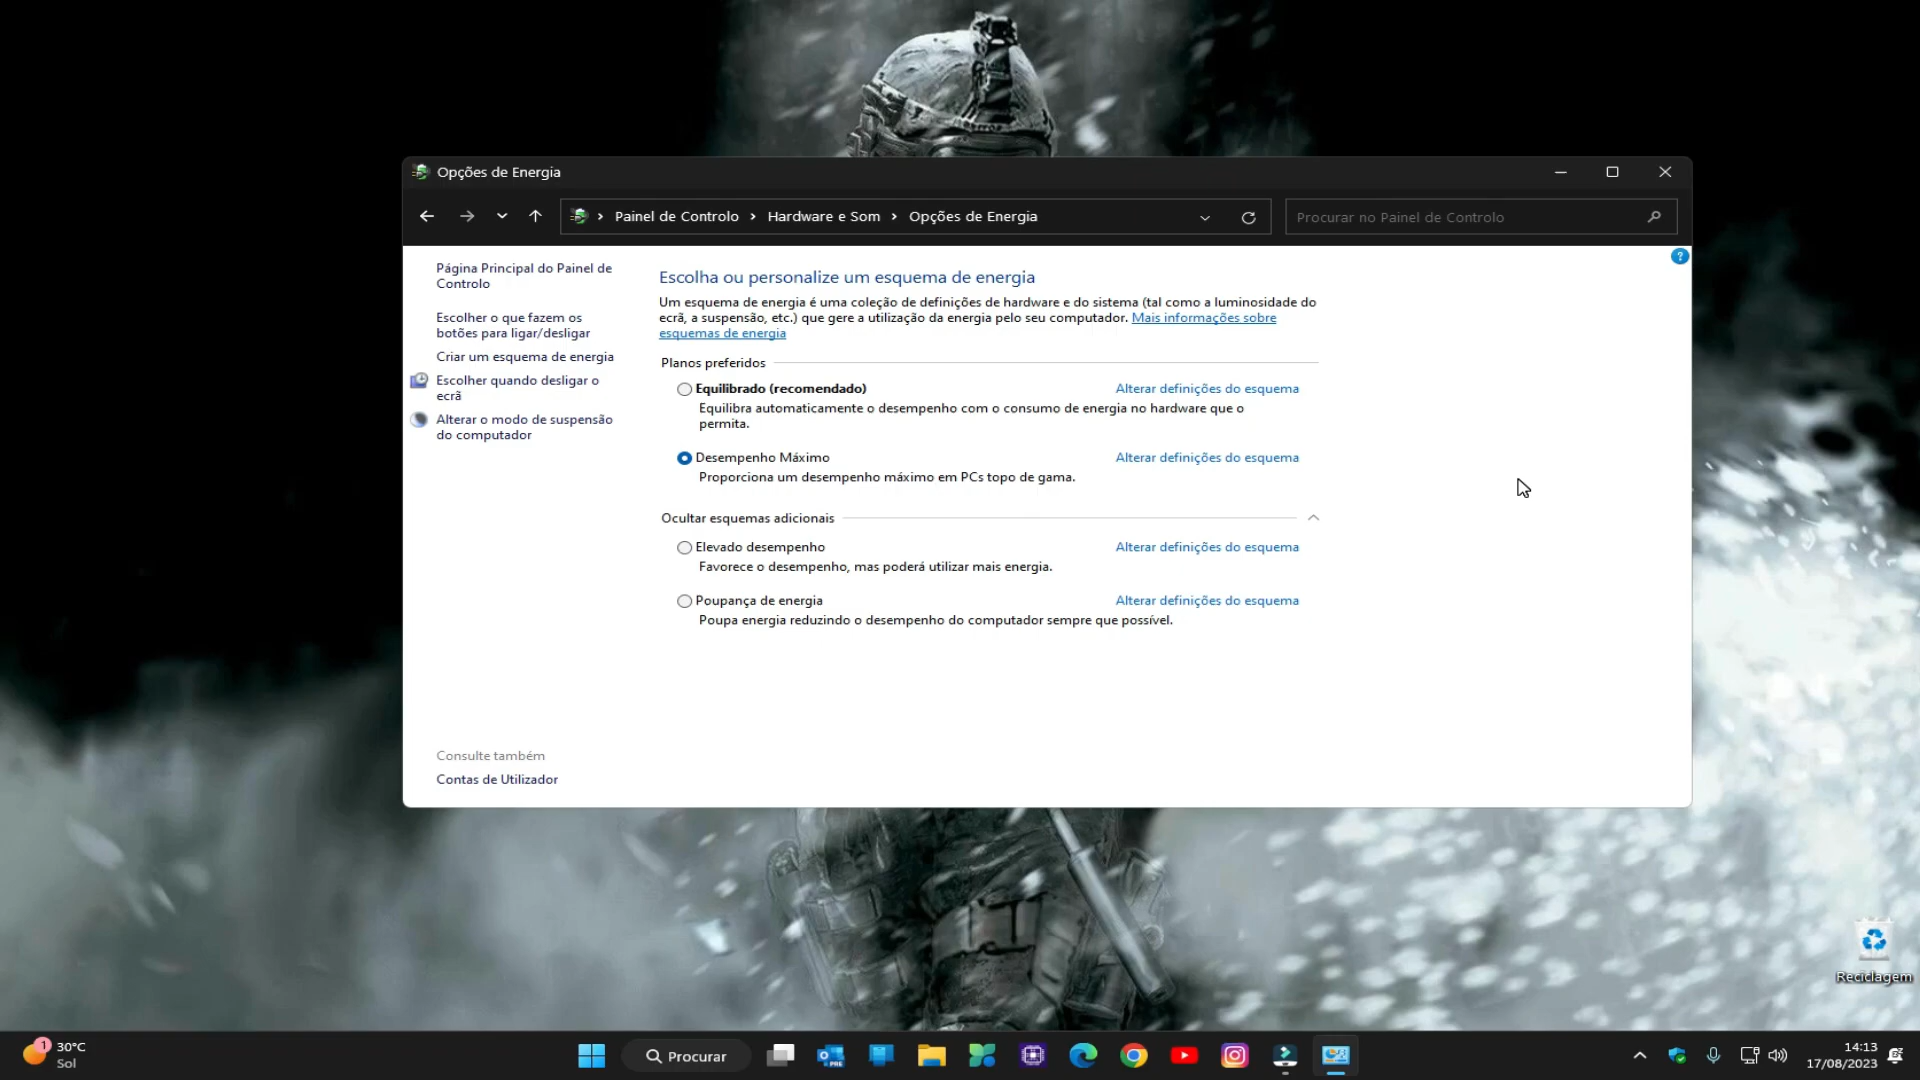 Opções de Energia
Painel de Controlo > Hardware e Som > Opções de Energia
Procurar no Painel de Controlo
Página Principal do Painel de
Controlo
Escolher o que fazem os
botões para ligar/desligar
Criar um esquema de energia
Escolher quando desligar o
ecrã
Alterar o modo de suspensão
do computador
Consulte também
Contas de Utilizador
Escolha ou personalize um esquema de energia
Um esquema de energia é uma coleção de definições de hardware e do sistema (tal como a luminosidade do
ecrã, a suspensão, etc.) que gere a utilização da energia pelo seu computador. Mais informações sobre
esquemas de energia
Planos preferidos
Equilibrado (recomendado) Alterar definições do esquema
Equilibra automaticamente o desempenho com o consumo de energia no hardware que o
permita.
Desempenho Máximo Alterar definições do esquema
Proporciona um desempenho máximo em PCs topo de gama.
Ocultar esquemas adicionais
Elevado desempenho Alterar definições do esquema
Favorece o desempenho, mas poderá utilizar mais energia.
Poupança de energia Alterar definições do esquema
Poupa energia reduzindo o desempenho do computador sempre que possível.
?
Reciclagem
1
30°C
Sol
Procurar
PRE
14:13
17/08/2023